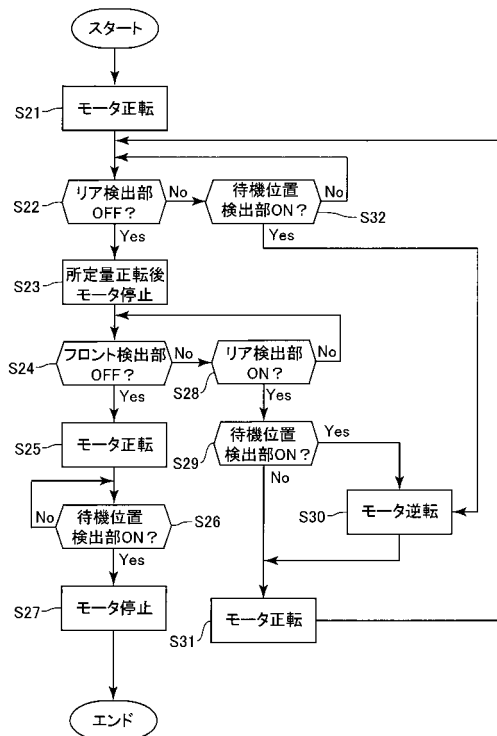 スタート
S21
モータ正転
S22
リア検出部
OFF？
No
待機位置
検出部ON？
No
S32
Yes
Yes
S23
所定量正転後
モータ停止
S24
フロント検出部
OFF？
No
リア検出部
ON？
No
S28
Yes
Yes
S25
モータ正転
S29
待機位置
検出部ON？
Yes
No
S30
モータ逆転
No
待機位置
検出部ON？
S26
Yes
S27
モータ停止
S31
モータ正転
エンド